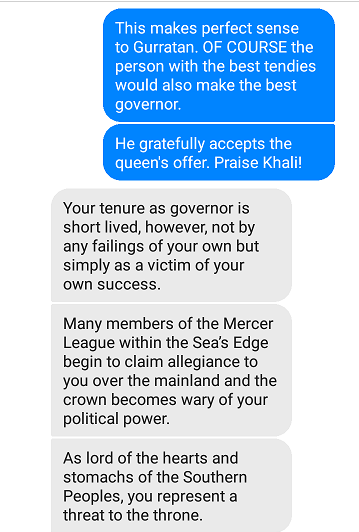 This makes perfect sense
to Gurratan. OF COURSE the
person with the best tendies
would also make the best
governor.
He gratefully accepts the
queen's offer. Praise Khali!
Your tenure as governor is
short lived, however, not by
any failings of your own but
simply as a victim of your
own success.
Many members of the Mercer
League within the Sea's Edge
begin to claim allegiance to
you over the mainland and the
crown becomes wary of your
political power.
As lord of the hearts and
stomachs of the Southern
Peoples, you represent a
threat to the throne.